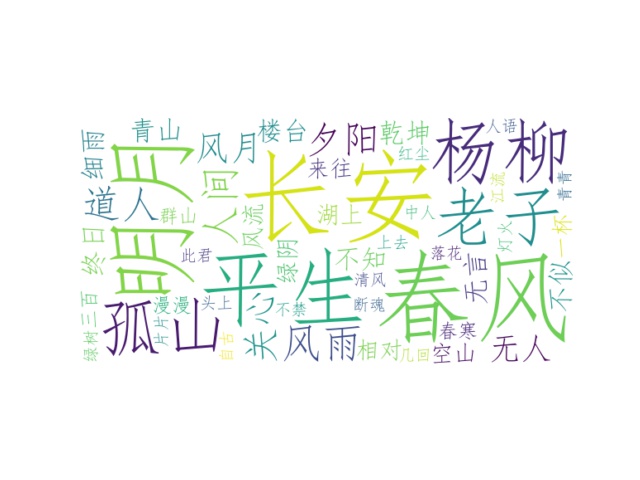 细雨
青山
明月
风月
楼台
夕阳
乾坤
杨柳
人语
红尘
来往
长安
道人
群山
人间
风流
湖上
中人
老子
江流
青青
灯火
一杯
终日
此君
绿阴
不知
上去
落花
无言
不似
平生
清风
春风
绿树
三百
片片
漫漫
头上
关心
不禁
断魂
孤山
自古
风雨
相对
几回
春寒
空山
无人